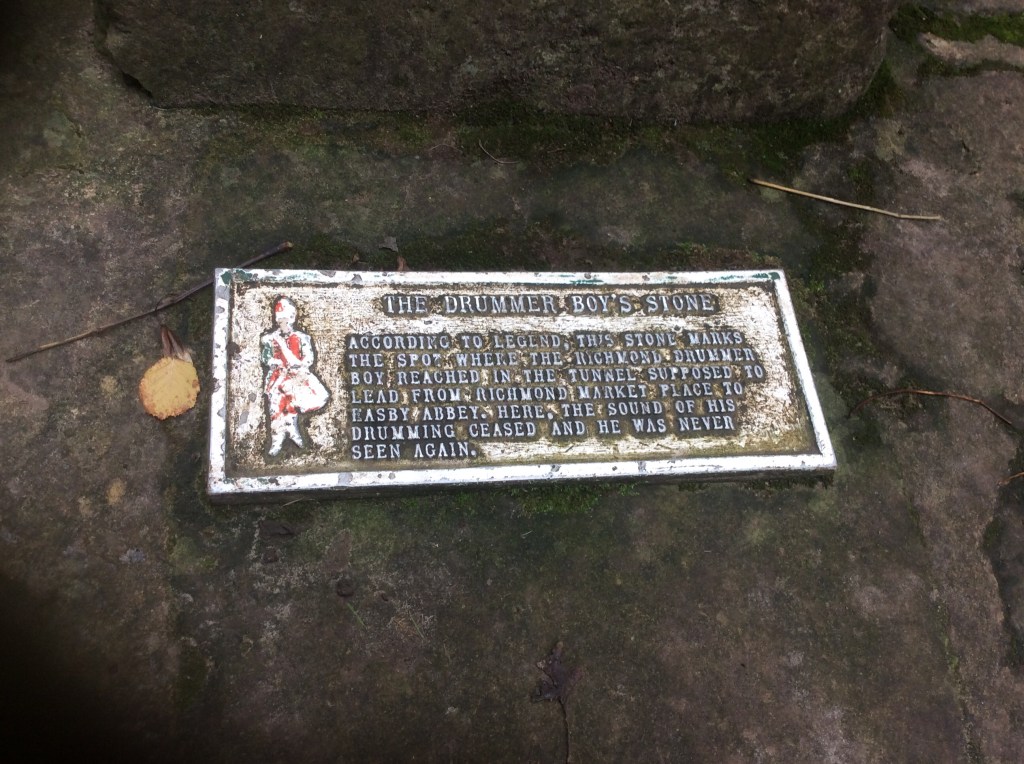 THE DRUMMER BOY'S STONE
ACCORDING TO LEGEND, THIS STONE MARKS
THE SPOT WHERE THE RICHMOND DRUMMER
BOY REACHED IN THE TUNNEL SUPPOSED TO
LEAD FROM RICHMOND MARKET PLACE TO
EASBY ABBEY. HERE, THE SOUND OF HIS
DRUMMING CEASED AND HE WAS NEVER
SEEN AGAIN.